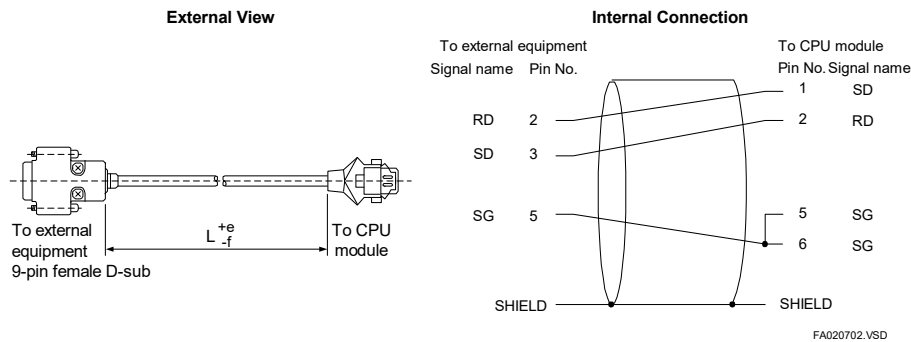 External View
To external
equipment
9-pin female D-sub
L +e -f
To CPU
module
Internal Connection
To external equipment
To CPU module
Signal name Pin No.
Pin No. Signal name
1 SD
RD 2
2 RD
SD 3
SG 5
5 SG
6 SG
SHIELD
SHIELD
FA020702.VSD